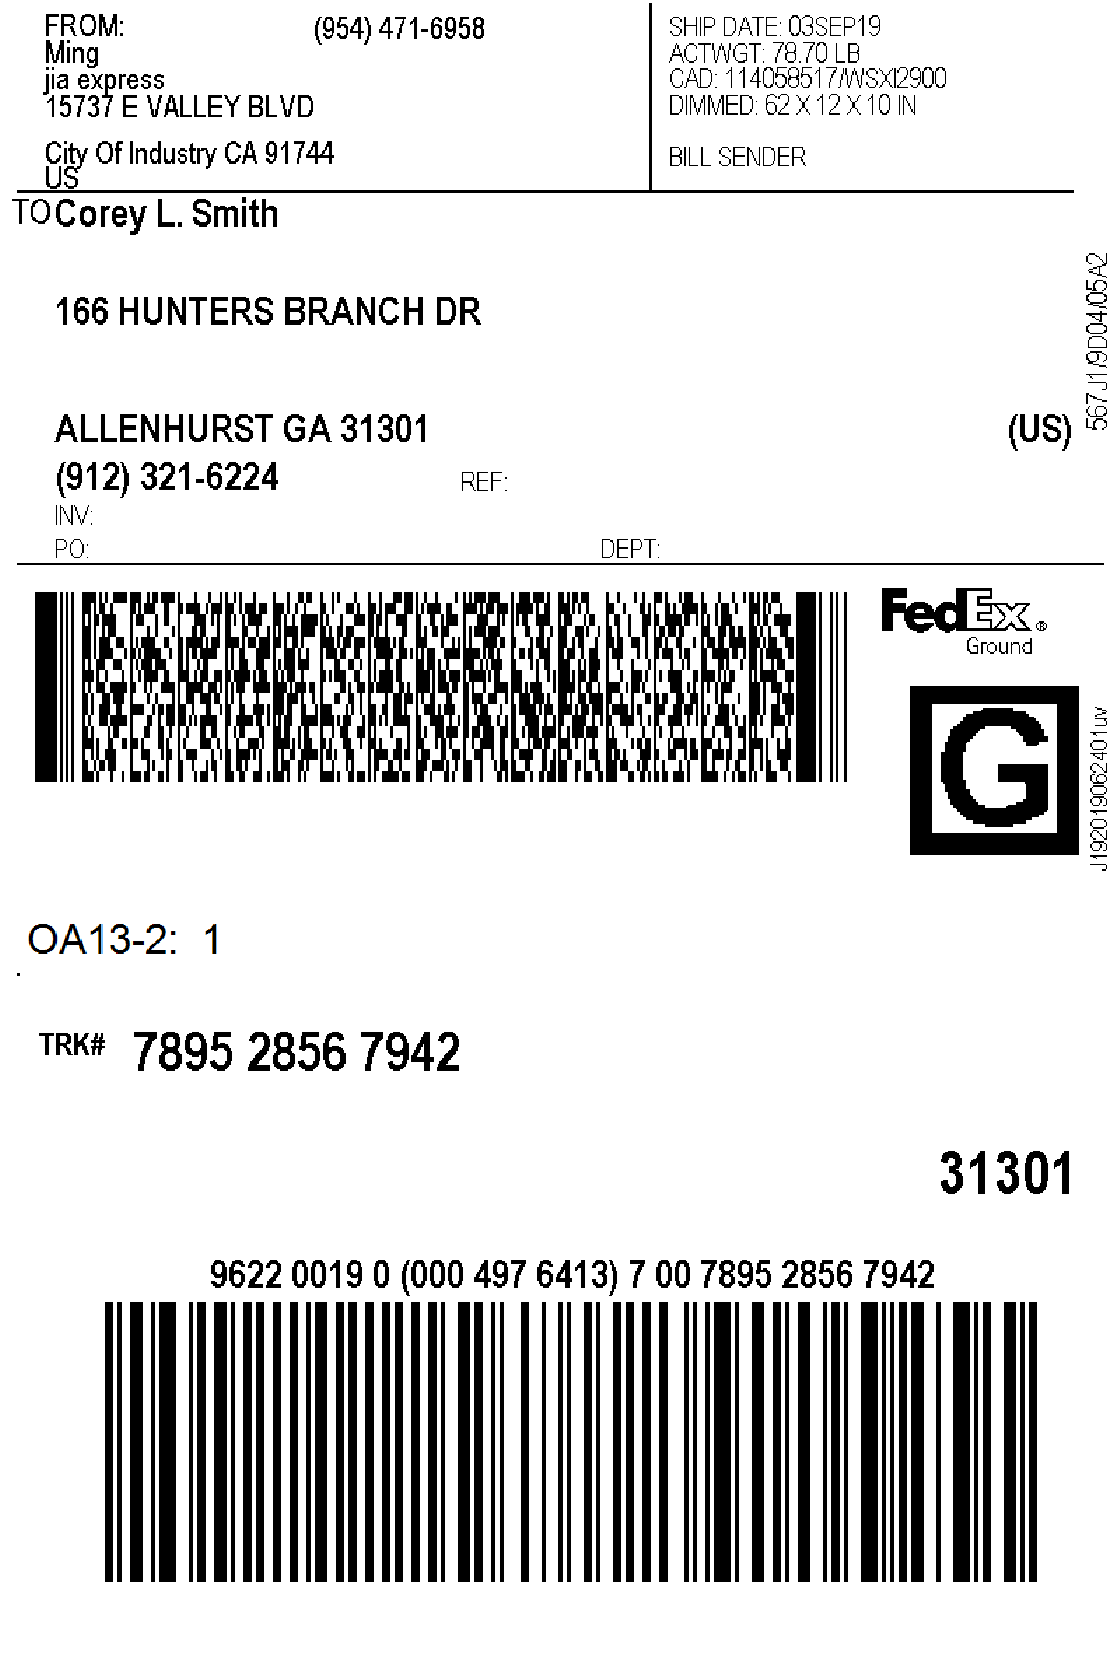 FROM: (954) 471-6958
Ming
jia express
15737 E VALLEY BLVD
City Of Industry CA 91744
US
SHIP DATE: 03SEP19
ACTWGT: 78.70 LB
CAD: 114058517/WSXI2900
DIMMED: 62 X 12 X 10 IN
BILL SENDER
TO Corey L. Smith
166 HUNTERS BRANCH DR
ALLENHURST GA 31301 (US)
(912) 321-6224 REF:
INV:
PO: DEPT:
567J1/9D04/05A2
FedEx®
Ground
G
J192019062401uv
OA13-2: 1
TRK# 7895 2856 7942
31301
9622 0019 0 (000 497 6413) 7 00 7895 2856 7942